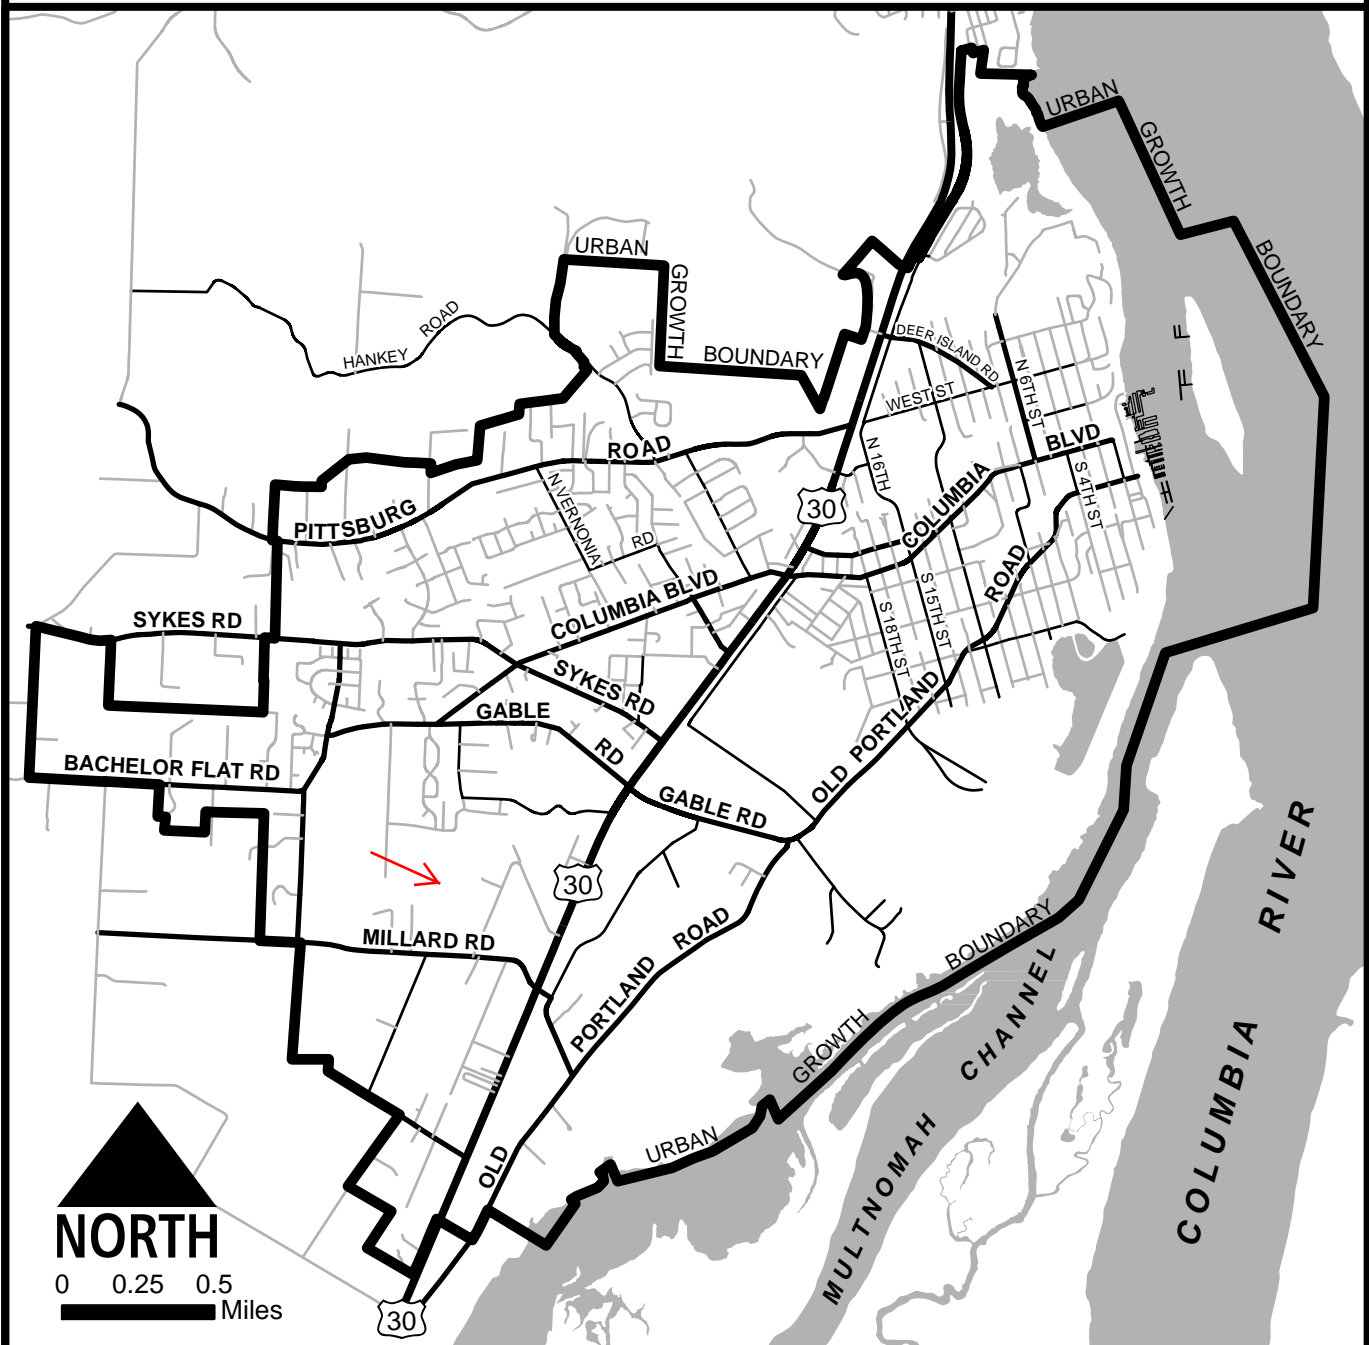 URBAN
GROWTH
BOUNDARY
URBAN
GROWTH
BOUNDARY
HANKEY
ROAD
DEER ISLAND RD
WEST ST
N 6TH ST
BLVD
COLUMBIA
S 4TH ST
N 16TH
ROAD
PITTSBURG
N VERNONIA
RD
30
COLUMBIA BLVD
SYKES RD
SYKES RD
S 15TH ST
S 18TH ST
ROAD
OLD PORTLAND
GABLE
RD
GABLE RD
BACHELOR FLAT RD
30
MILLARD RD
ROAD
PORTLAND
OLD
BOUNDARY
GROWTH
URBAN
MULTNOMAH CHANNEL
COLUMBIA RIVER
NORTH
0 0.25 0.5
Miles
30